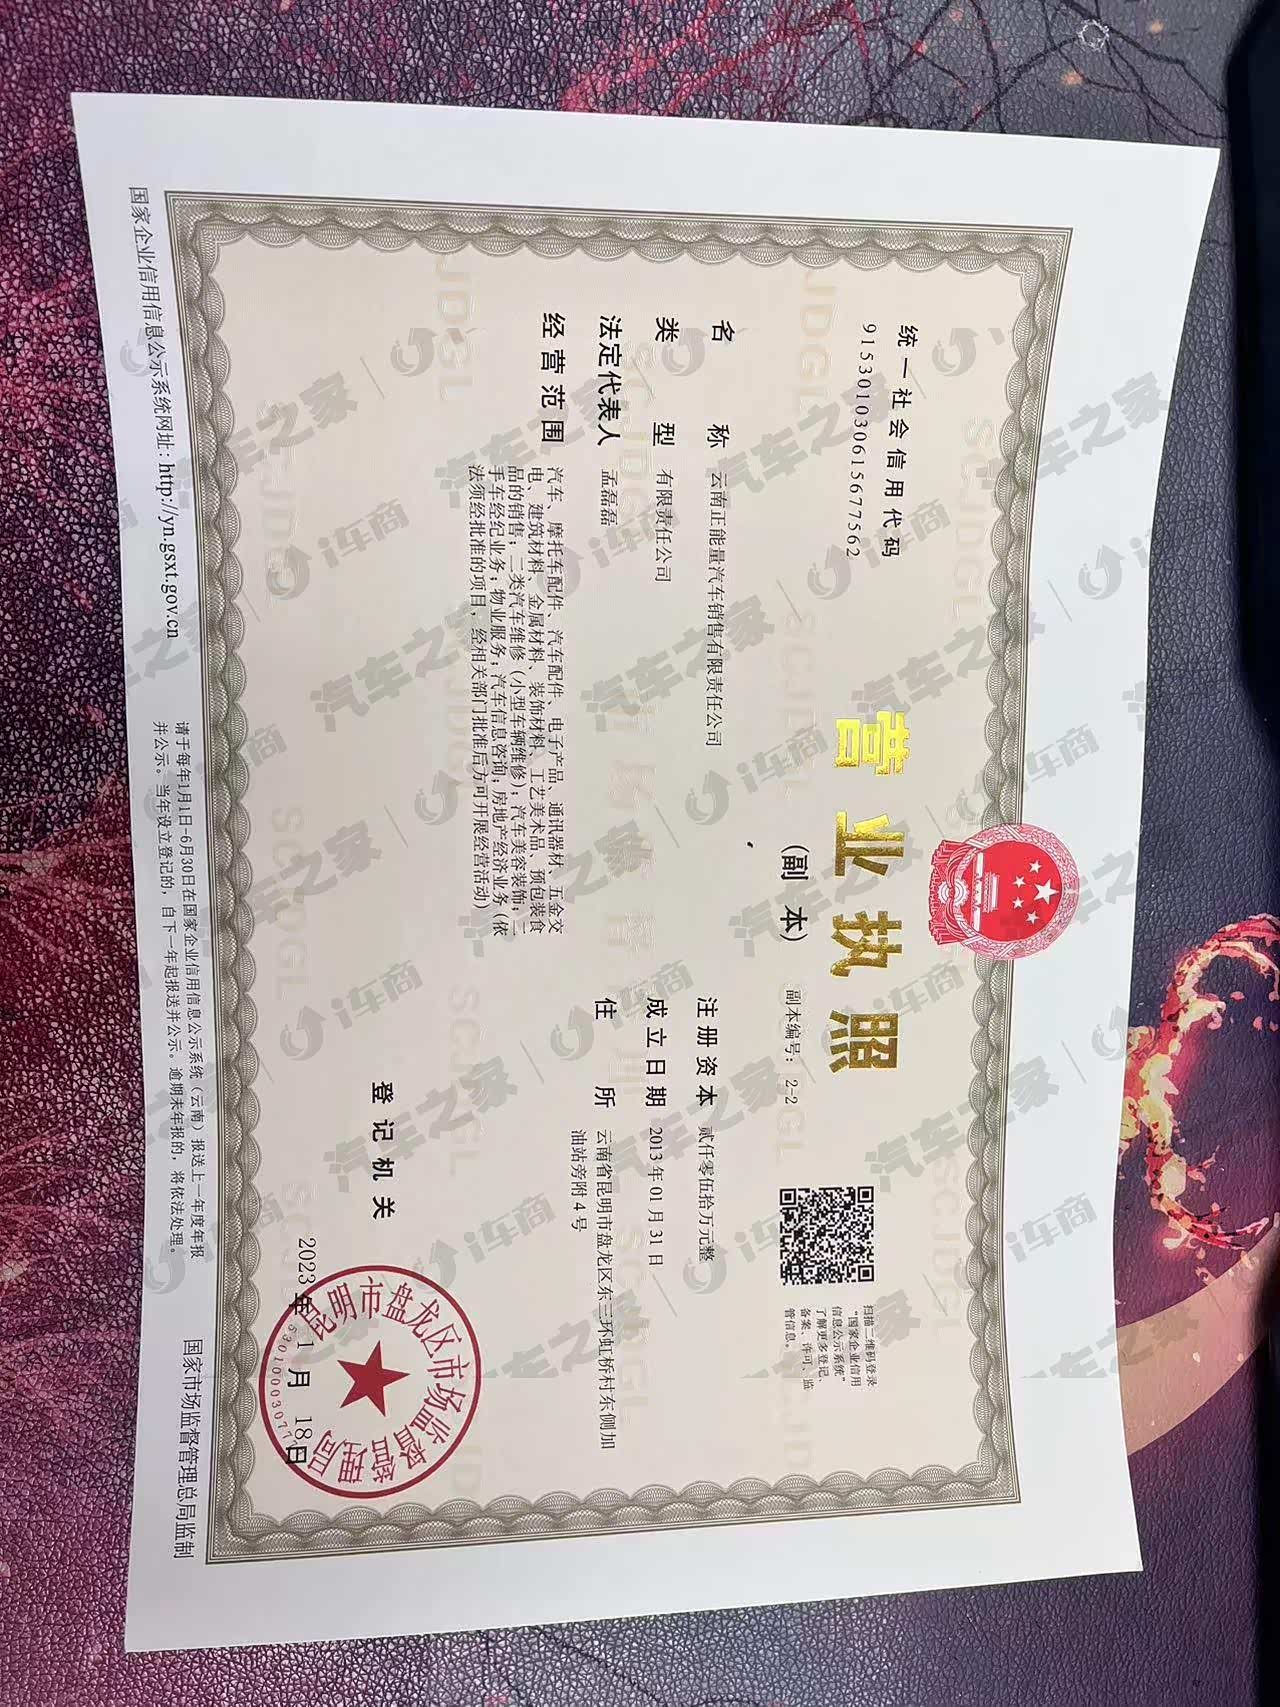 统一社会信用代码
915301030615677562
营业执照
(副 本)
副本编号：2-2
扫描二维码登录
“国家企业信用
信息公示系统”
了解更多登记、
备案、许可、监
管信息。
名 称 云南正能量汽车销售有限责任公司
类 型 有限责任公司
法定代表人 孟磊磊
经营范围 汽车、摩托车配件、汽车配件、电子产品、通讯器材、五金交
电、建筑材料、金属材料、装饰材料、工艺美术品、预包装食
品的销售；二类汽车维修（小型车辆维修）；汽车美容装饰；二
手车经纪业务；物业服务；汽车信息咨询；房地产经济业务（依
法须经批准的项目，经相关部门批准后方可开展经营活动）
注册资本 贰仟零伍拾万元整
成立日期 2013年01月31日
住 所 云南省昆明市盘龙区东三环虹桥村东侧加
油站旁附4号
登记机关
昆明市盘龙区市场监督管理局
2023年 1 月 18日
国家企业信用信息公示系统网址：http://yn.gsxt.gov.cn
请于每年1月1日-6月30日在国家企业信用信息公示系统（云南）报送上一年度年报
并公示。当年设立登记的，自下一年起报送并公示。逾期未年报的，将依法处理。
国家市场监督管理总局监制
汽车之家 | i车商
SCJDGL